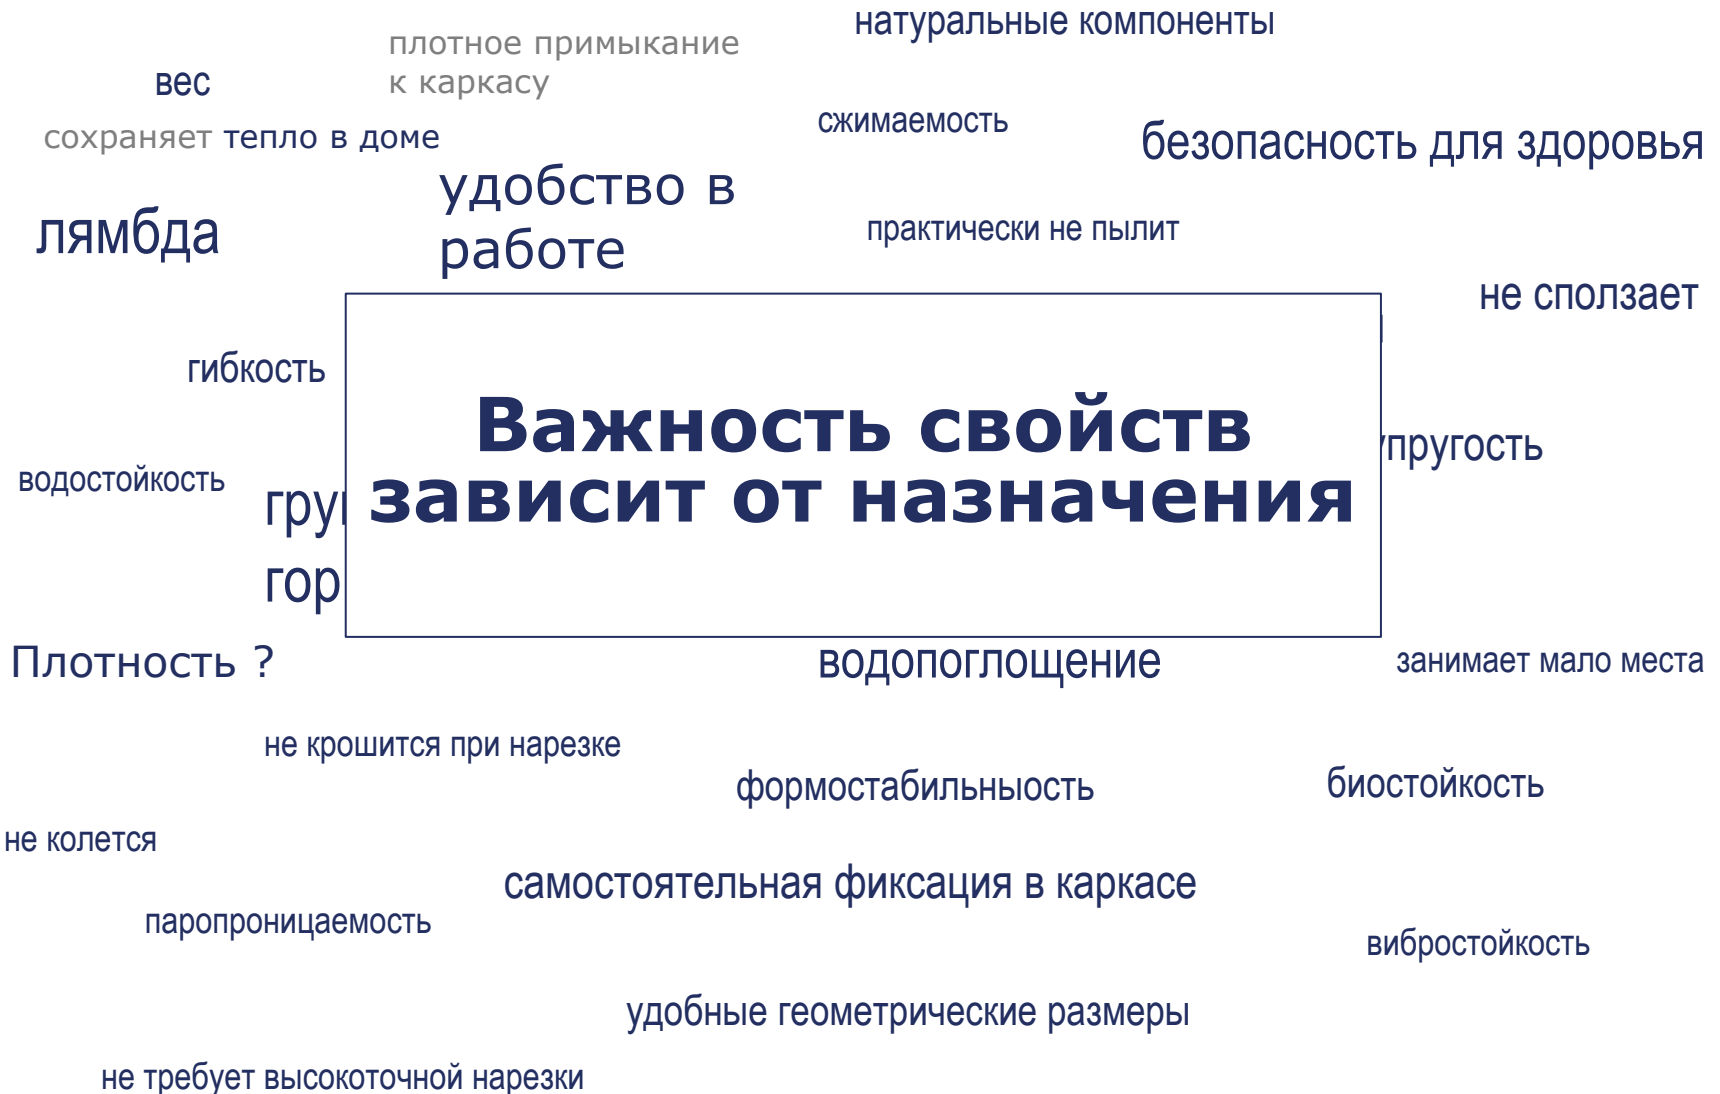 натуральные компоненты
плотное примыкание
к каркасу
вес
сжимаемость
сохраняет тепло в доме
безопасность для здоровья
удобство в
работе
лямбда
практически не пылит
не сползает
гибкость
Важность свойств
зависит от назначения
водостойкость
Плотность ?
водопоглощение
занимает мало места
не крошится при нарезке
формостабильныость
биостойкость
не колется
самостоятельная фиксация в каркасе
паропроницаемость
вибростойкость
удобные геометрические размеры
не требует высокоточной нарезки